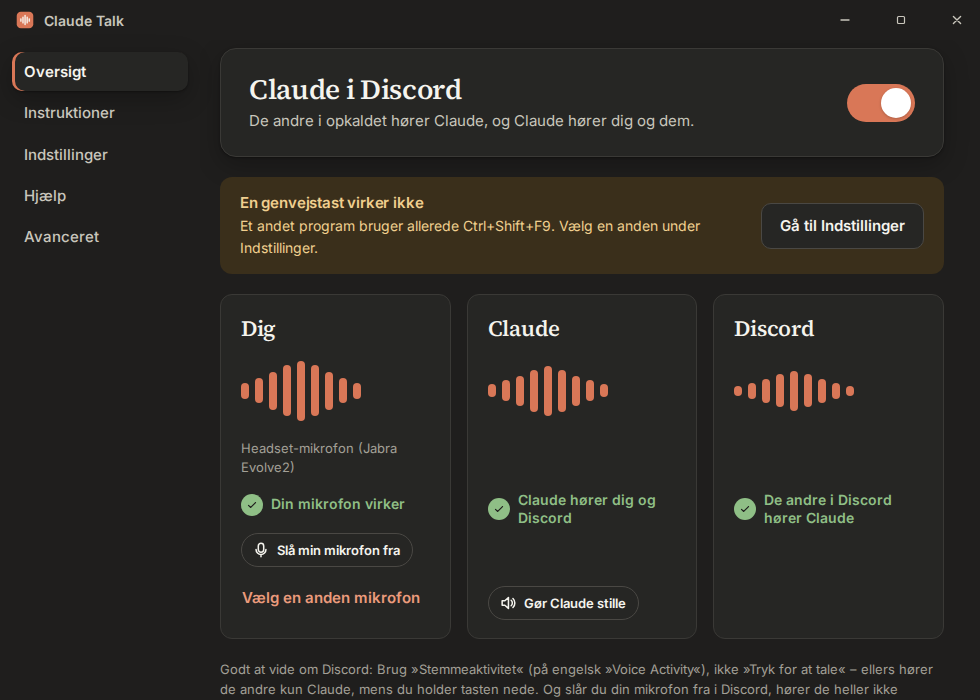 Claude Talk
Oversigt
Instruktioner
Indstillinger
Hjælp
Avanceret
Claude i Discord
De andre i opkaldet hører Claude, og Claude hører dig og dem.
En genvejstast virker ikke
Et andet program bruger allerede Ctrl+Shift+F9. Vælg en anden under
Indstillinger.
Gå til Indstillinger
Dig
Headset-mikrofon (Jabra
Evolve2)
Din mikrofon virker
Slå min mikrofon fra
Vælg en anden mikrofon
Claude
Claude hører dig og
Discord
Gør Claude stille
Discord
De andre i Discord
hører Claude
Godt at vide om Discord: Brug »Stemmeaktivitet« (på engelsk »Voice Activity«), ikke »Tryk for at tale« – ellers hører
de andre kun Claude, mens du holder tasten nede. Og slår du din mikrofon fra i Discord, hører de heller ikke